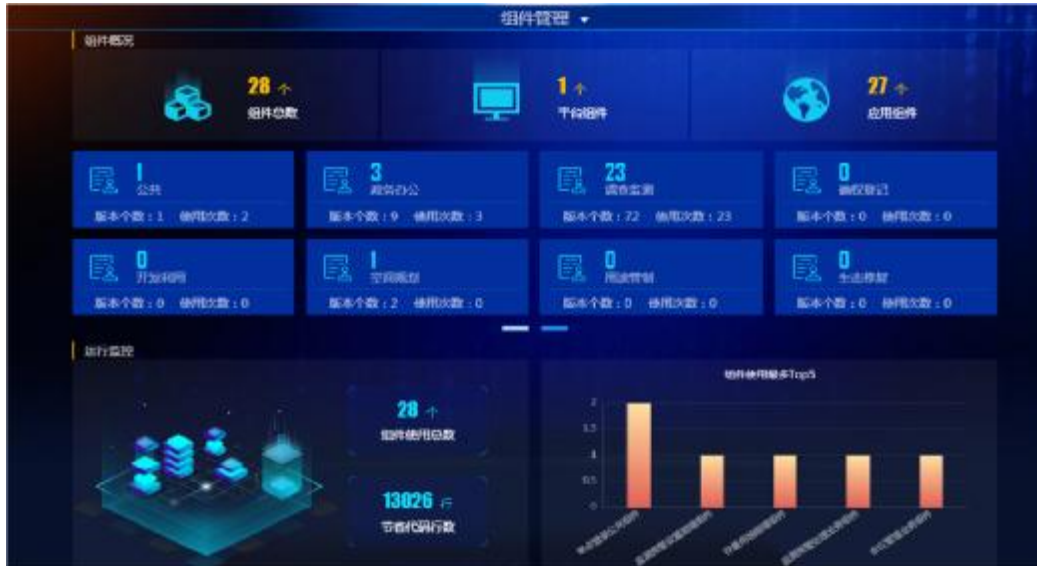 组件管理
组件概况
28 个
组件总数
1 个
平台组件
27 个
应用组件
1
公共
版本个数：1 使用次数：2
3
政务办公
版本个数：9 使用次数：3
23
调查监测
版本个数：72 使用次数：23
0
确权登记
版本个数：0 使用次数：0
0
开发利用
版本个数：0 使用次数：0
1
空间规划
版本个数：2 使用次数：0
0
用途管制
版本个数：0 使用次数：0
0
生态修复
版本个数：0 使用次数：0
运行监控
28 个
组件使用总数
13026 行
节省代码行数
组件使用最多Top5
2
1.5
1
0.5
0